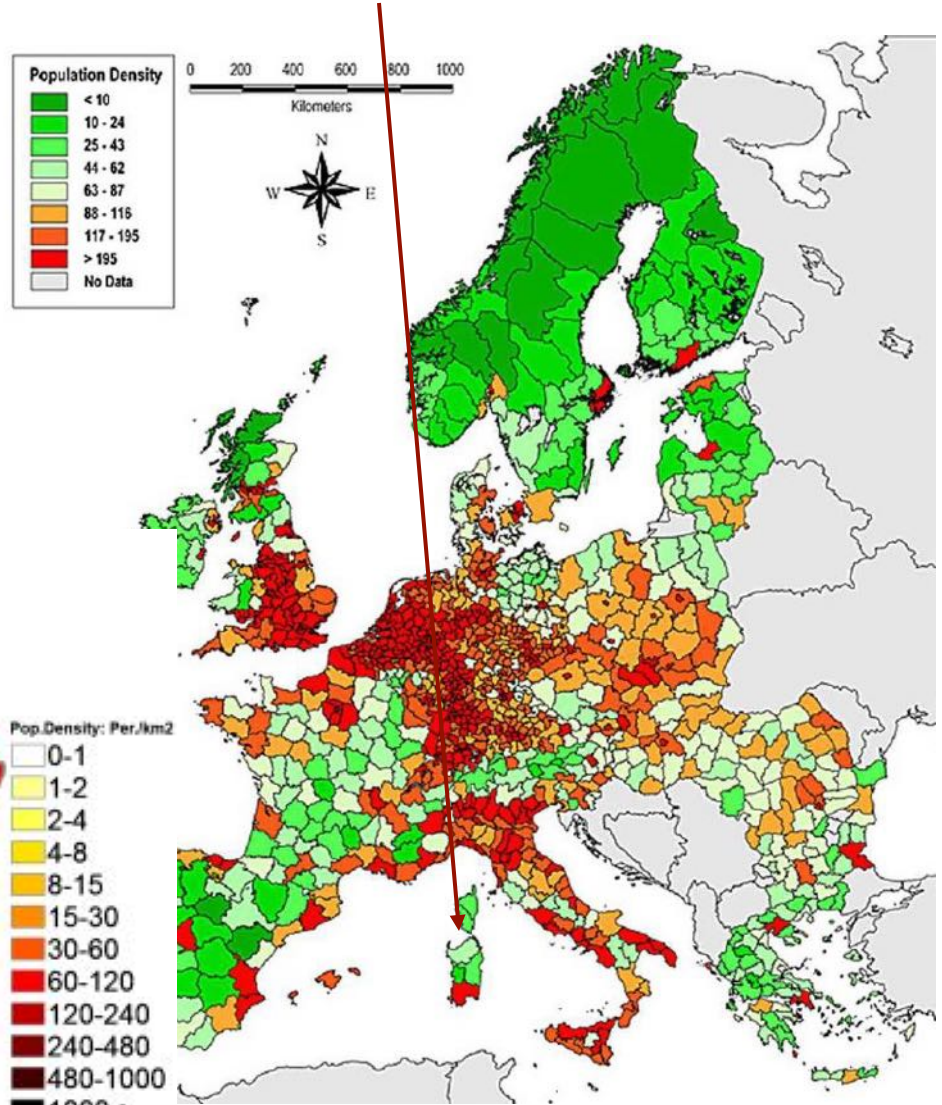 Population Density
< 10
10 - 24
25 - 43
44 - 62
63 - 87
88 - 116
117 - 195
> 195
No Data
0 200 400 600 800 1000
Kilometers
N
W E
S
Pop.Density: Per./km2
0-1
1-2
2-4
4-8
8-15
15-30
30-60
60-120
120-240
240-480
480-1000